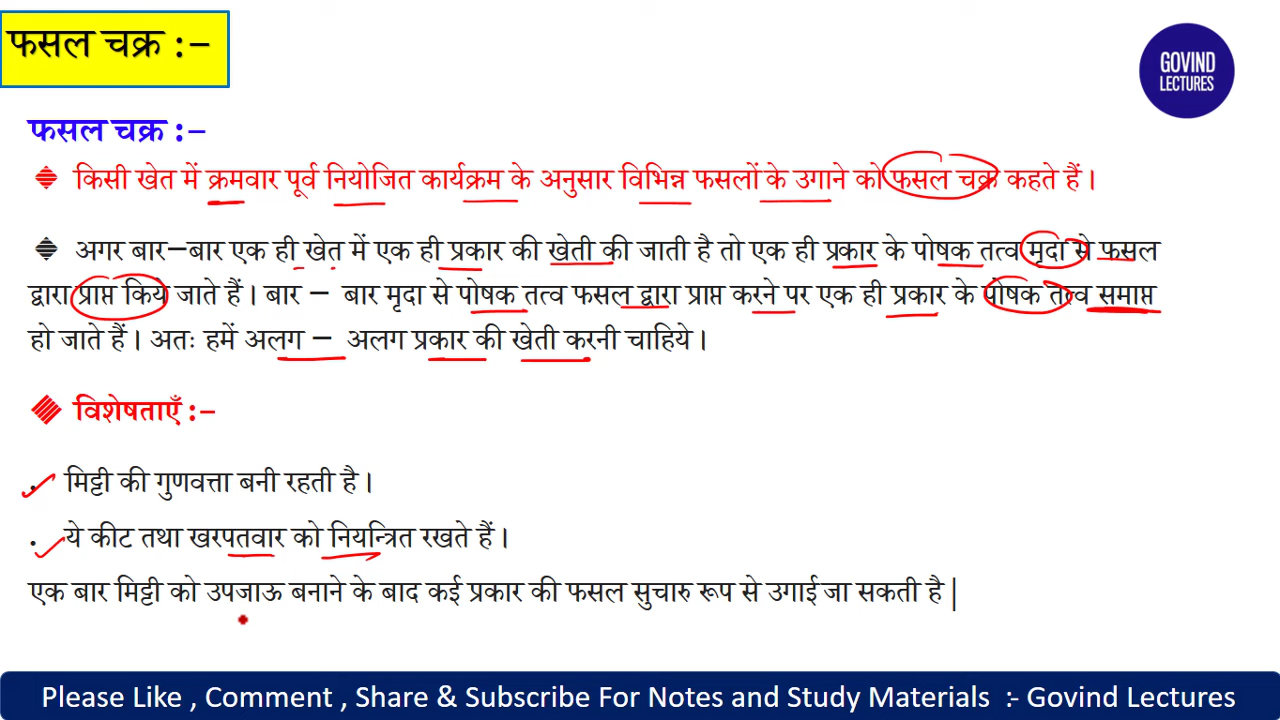 फसल चक्र :–
GOVIND
LECTURES
फसल चक्र :–
किसी खेत में क्रमवार पूर्व नियोजित कार्यक्रम के अनुसार विभिन्न फसलों के उगाने को फसल चक्र कहते हैं।
अगर बार–बार एक ही खेत में एक ही प्रकार की खेती की जाती है तो एक ही प्रकार के पोषक तत्व मृदा से फसल
द्वारा प्राप्त किये जाते हैं। बार – बार मृदा से पोषक तत्व फसल द्वारा प्राप्त करने पर एक ही प्रकार के पोषक तत्व समाप्त
हो जाते हैं। अतः हमें अलग – अलग प्रकार की खेती करनी चाहिये।
विशेषताएँ :–
. मिट्टी की गुणवत्ता बनी रहती है।
. ये कीट तथा खरपतवार को नियन्त्रित रखते हैं।
एक बार मिट्टी को उपजाऊ बनाने के बाद कई प्रकार की फसल सुचारु रूप से उगाई जा सकती है |
Please Like , Comment , Share & Subscribe For Notes and Study Materials :- Govind Lectures